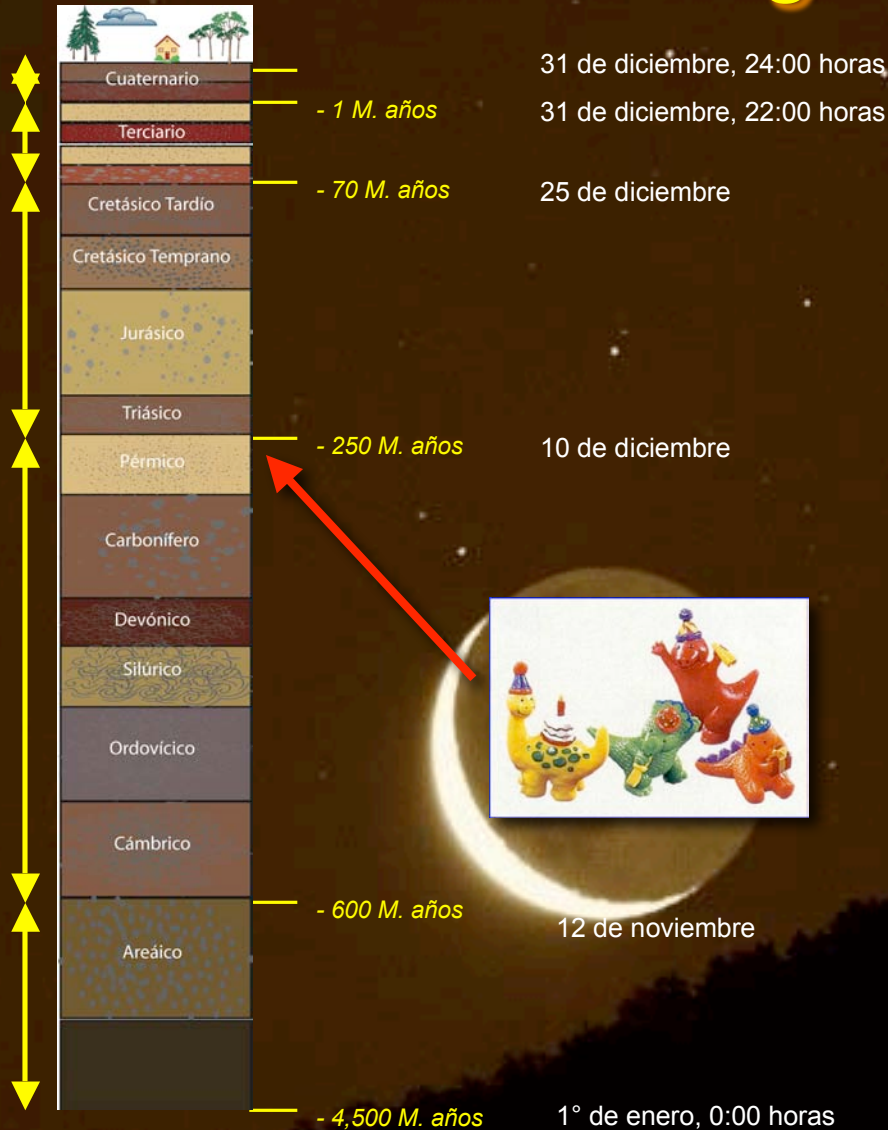 31 de diciembre, 24:00 horas
Cuaternario
- 1 M. años
31 de diciembre, 22:00 horas
Terciario
- 70 M. años
25 de diciembre
Cretásico Tardío
Cretásico Temprano
Jurásico
Triásico
- 250 M. años
10 de diciembre
Pérmico
Carbonífero
Devónico
Silúrico
Ordovícico
Cámbrico
- 600 M. años
12 de noviembre
Areáico
- 4,500 M. años
1° de enero, 0:00 horas